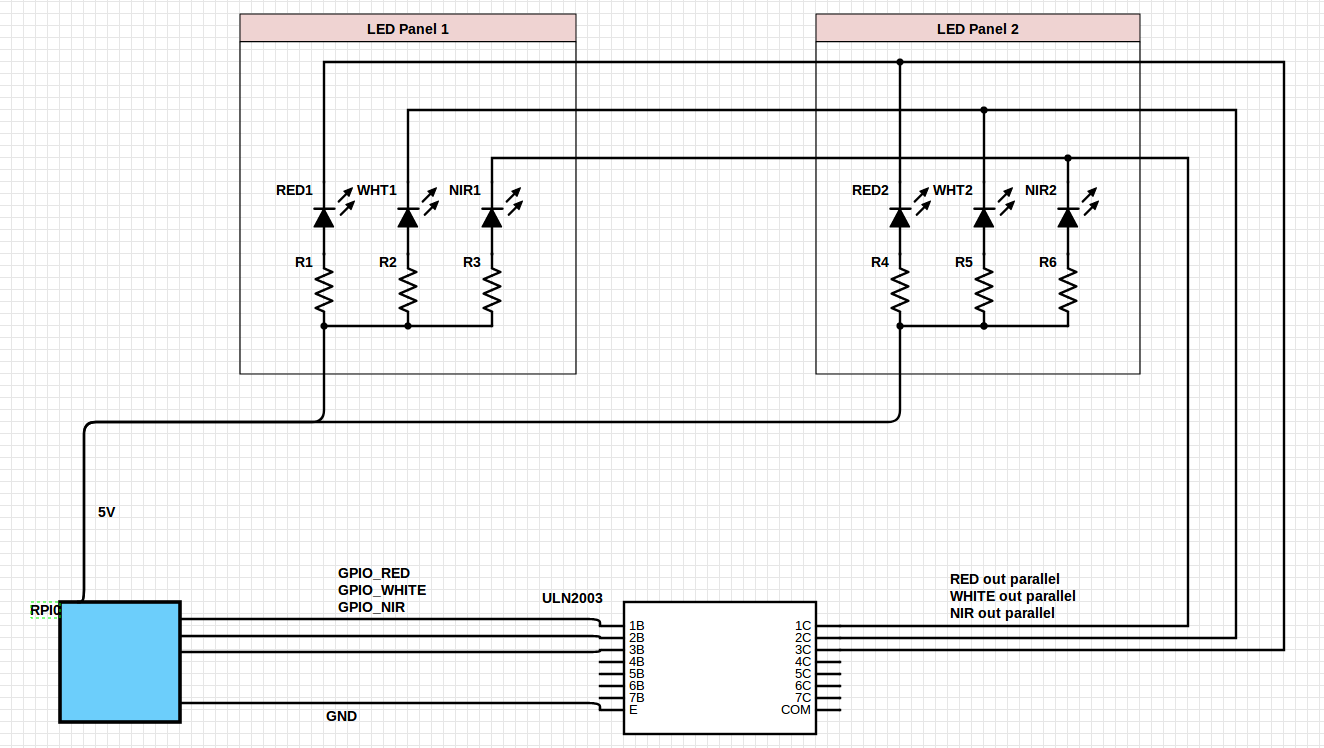 LED Panel 1
LED Panel 2
RED1
WHT1
NIR1
RED2
WHT2
NIR2
R1
R2
R3
R4
R5
R6
5V
GPIO_RED
GPIO_WHITE
GPIO_NIR
ULN2003
RED out parallel
WHITE out parallel
NIR out parallel
1B
2B
3B
4B
5B
6B
7B
E
1C
2C
3C
4C
5C
6C
7C
COM
GND